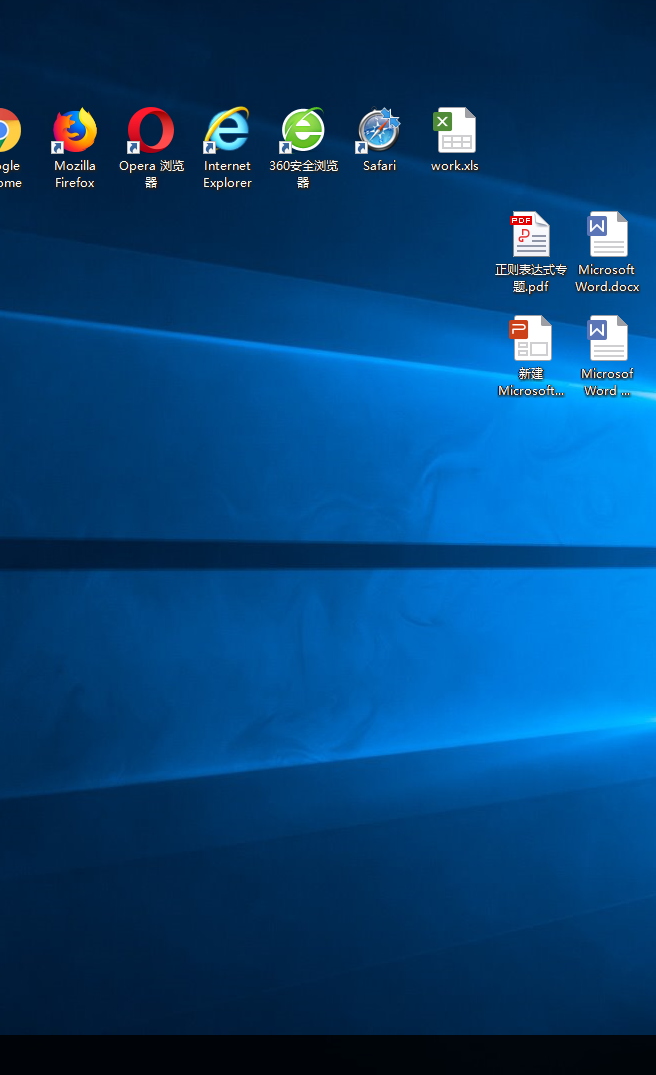 gle
ome
Mozilla
Firefox
Opera 浏览
器
Internet
Explorer
360安全浏览
器
Safari
work.xls
PDF
正则表达式专
题.pdf
Microsoft
Word.docx
新建
Microsoft...
Microsof
Word ...